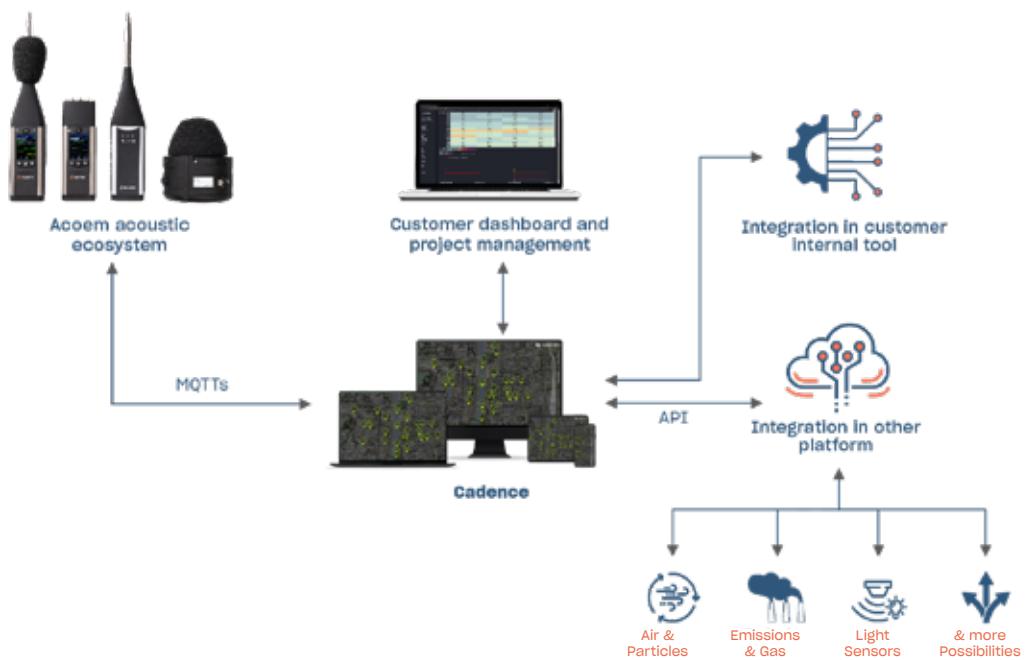 Acoem acoustic
ecosystem
Customer dashboard and
project management
Integration in customer
internal tool
MQTTs
API
Integration in other
platform
Cadence
Air &
Particles
Emissions
& Gas
Light
Sensors
& more
Possibilities